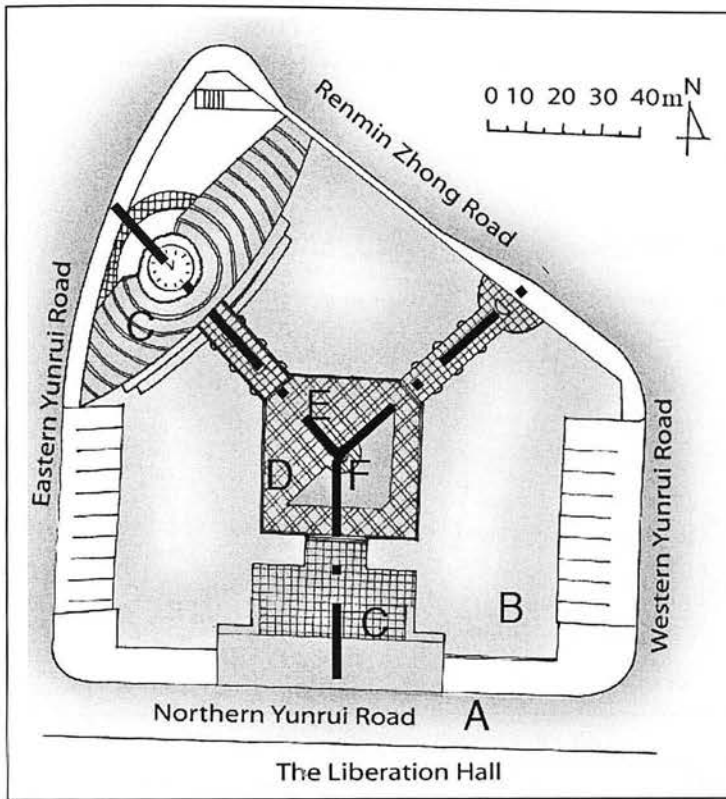 0 10 20 30 40m
N
Renmin Zhong Road
Eastern Yunrui Road
Western Yunrui Road
C
E
D
F
B
C
Northern Yunrui Road
A
The Liberation Hall